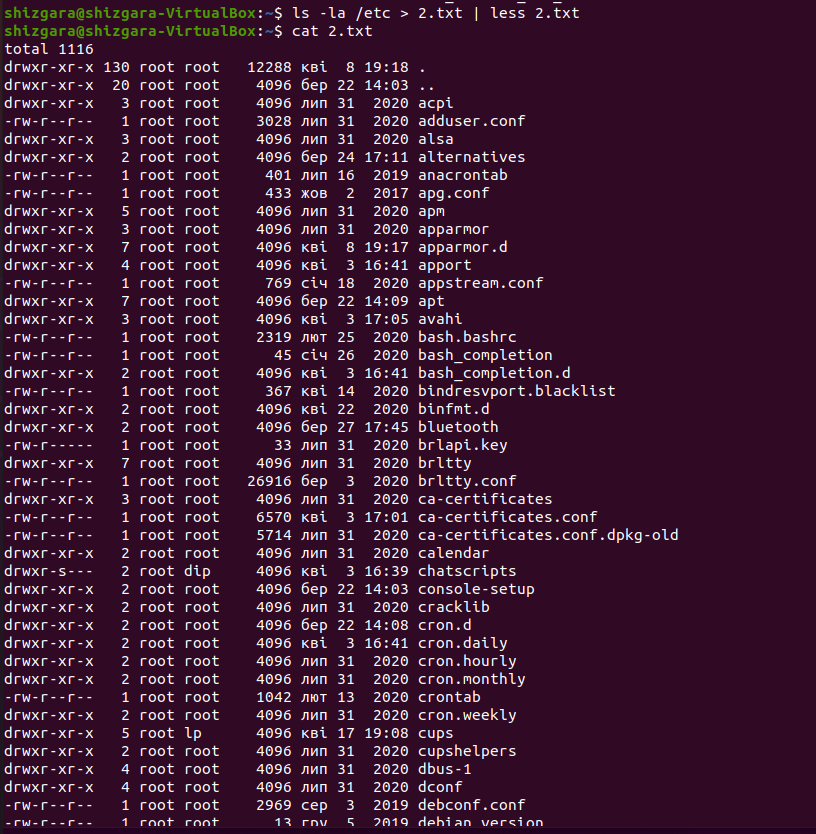 shizgara@shizgara-VirtualBox:~$ ls -la /etc > 2.txt | less 2.txt
shizgara@shizgara-VirtualBox:~$ cat 2.txt
total 1116
drwxr-xr-x 130 root root   12288 кві  8 19:18 .
drwxr-xr-x  20 root root    4096 бер 22 14:03 ..
drwxr-xr-x   3 root root    4096 лип 31  2020 acpi
-rw-r--r--   1 root root    3028 лип 31  2020 adduser.conf
drwxr-xr-x   3 root root    4096 лип 31  2020 alsa
drwxr-xr-x   2 root root    4096 бер 24 17:11 alternatives
-rw-r--r--   1 root root     401 лип 16  2019 anacrontab
-rw-r--r--   1 root root     433 жов  2  2017 apg.conf
drwxr-xr-x   5 root root    4096 лип 31  2020 apm
drwxr-xr-x   3 root root    4096 лип 31  2020 apparmor
drwxr-xr-x   7 root root    4096 кві  8 19:17 apparmor.d
drwxr-xr-x   4 root root    4096 кві  3 16:41 apport
-rw-r--r--   1 root root     769 січ 18  2020 appstream.conf
drwxr-xr-x   7 root root    4096 бер 22 14:09 apt
drwxr-xr-x   3 root root    4096 кві  3 17:05 avahi
-rw-r--r--   1 root root    2319 лют 25  2020 bash.bashrc
-rw-r--r--   1 root root      45 січ 26  2020 bash_completion
drwxr-xr-x   2 root root    4096 кві  3 16:41 bash_completion.d
-rw-r--r--   1 root root     367 кві 14  2020 bindresvport.blacklist
drwxr-xr-x   2 root root    4096 кві 22  2020 binfmt.d
drwxr-xr-x   2 root root    4096 бер 27 17:45 bluetooth
-rw-r-----   1 root root      33 лип 31  2020 brlapi.key
drwxr-xr-x   7 root root    4096 лип 31  2020 brltty
-rw-r--r--   1 root root   26916 бер  3  2020 brltty.conf
drwxr-xr-x   3 root root    4096 лип 31  2020 ca-certificates
-rw-r--r--   1 root root    6570 кві  3 17:01 ca-certificates.conf
-rw-r--r--   1 root root    5714 лип 31  2020 ca-certificates.conf.dpkg-old
drwxr-xr-x   2 root root    4096 лип 31  2020 calendar
drwxr-s---   2 root dip     4096 кві  3 16:39 chatscripts
drwxr-xr-x   2 root root    4096 бер 22 14:03 console-setup
drwxr-xr-x   2 root root    4096 лип 31  2020 cracklib
drwxr-xr-x   2 root root    4096 бер 22 14:08 cron.d
drwxr-xr-x   2 root root    4096 кві  3 16:41 cron.daily
drwxr-xr-x   2 root root    4096 лип 31  2020 cron.hourly
drwxr-xr-x   2 root root    4096 лип 31  2020 cron.monthly
-rw-r--r--   1 root root    1042 лют 13  2020 crontab
drwxr-xr-x   2 root root    4096 лип 31  2020 cron.weekly
drwxr-xr-x   5 root lp      4096 кві 17 19:08 cups
drwxr-xr-x   2 root root    4096 лип 31  2020 cupshelpers
drwxr-xr-x   4 root root    4096 лип 31  2020 dbus-1
drwxr-xr-x   4 root root    4096 лип 31  2020 dconf
-rw-r--r--   1 root root    2969 сер  3  2019 debconf.conf
-rw-r--r--   1 root root      13 гру  5  2019 debian_version